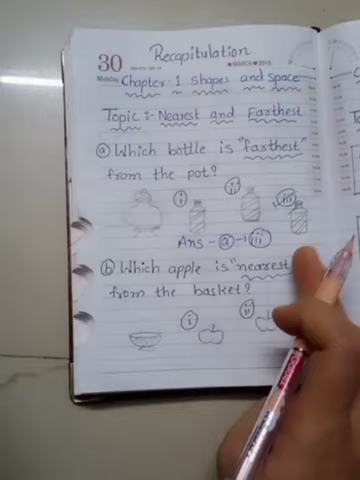 Recapitulation
30
MARCH 2015
Monday
Chapter:1 Shapes and Space
Topic :- Nearest and Farthest
(a) Which bottle is "farthest"
from the pot?
(i) (ii) (iii)
Ans - (a) → (iii)
(b) Which apple is "nearest
from the basket?
(i) (ii)